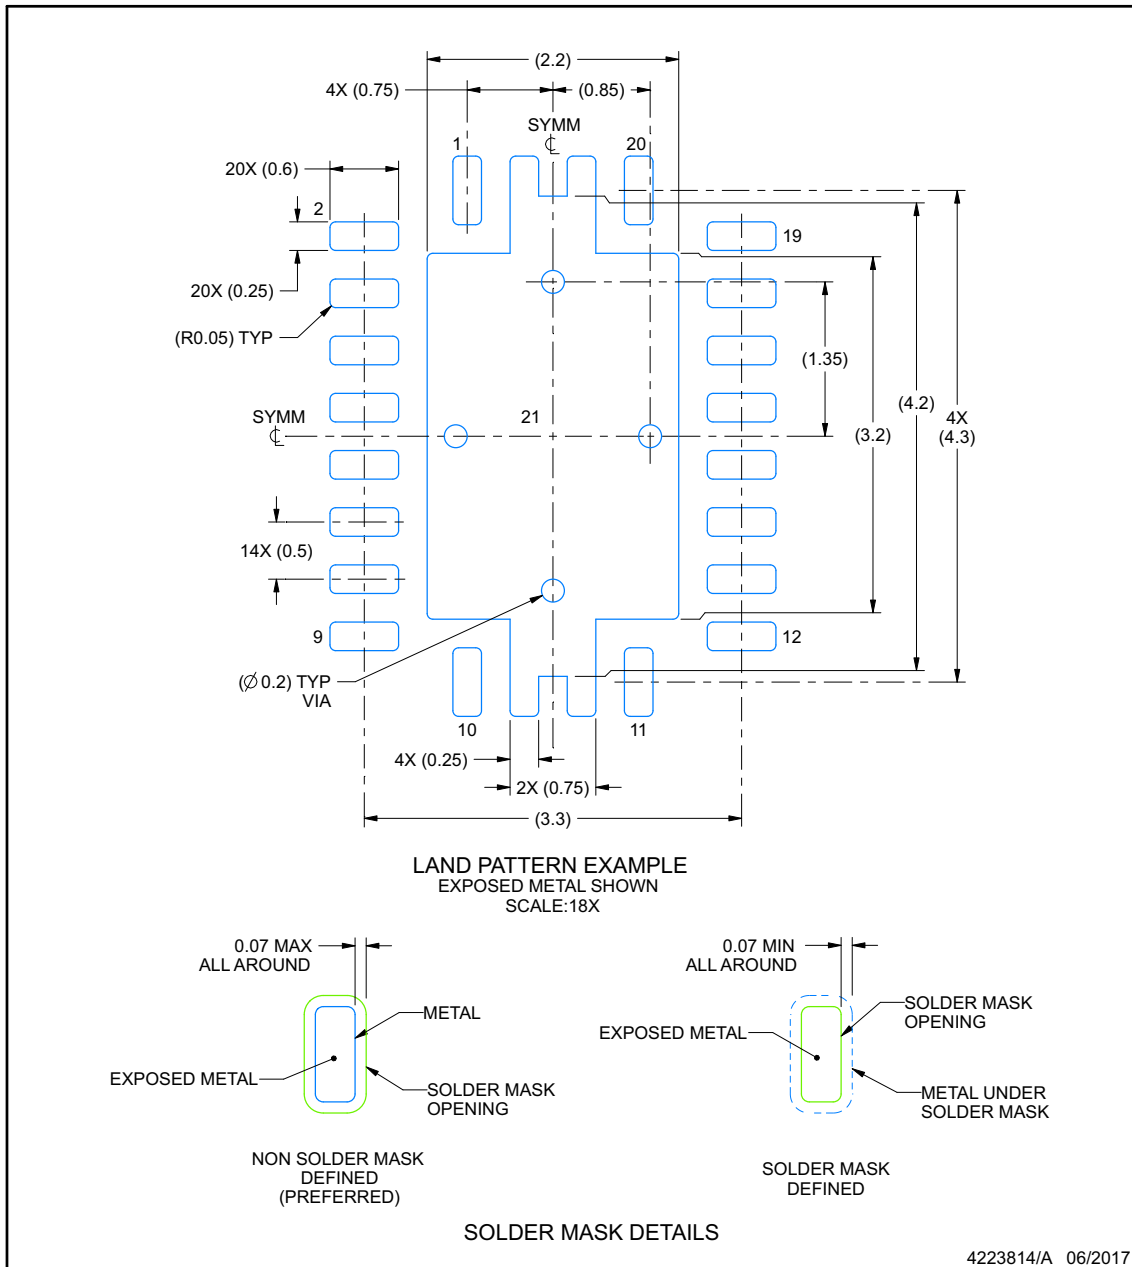 (2.2)
4X (0.75)
(0.85)
SYMM
℄
1
20
20X (0.6)
2
19
20X (0.25)
(R0.05) TYP
(1.35)
(4.2)
4X
(4.3)
SYMM
℄
21
(3.2)
14X (0.5)
9
12
(Ø 0.2) TYP
VIA
10
11
4X (0.25)
2X (0.75)
(3.3)
LAND PATTERN EXAMPLE
EXPOSED METAL SHOWN
SCALE:18X
0.07 MAX
ALL AROUND
METAL
EXPOSED METAL
SOLDER MASK
OPENING
NON SOLDER MASK
DEFINED
(PREFERRED)
0.07 MIN
ALL AROUND
SOLDER MASK
OPENING
EXPOSED METAL
METAL UNDER
SOLDER MASK
SOLDER MASK
DEFINED
SOLDER MASK DETAILS
4223814/A 06/2017